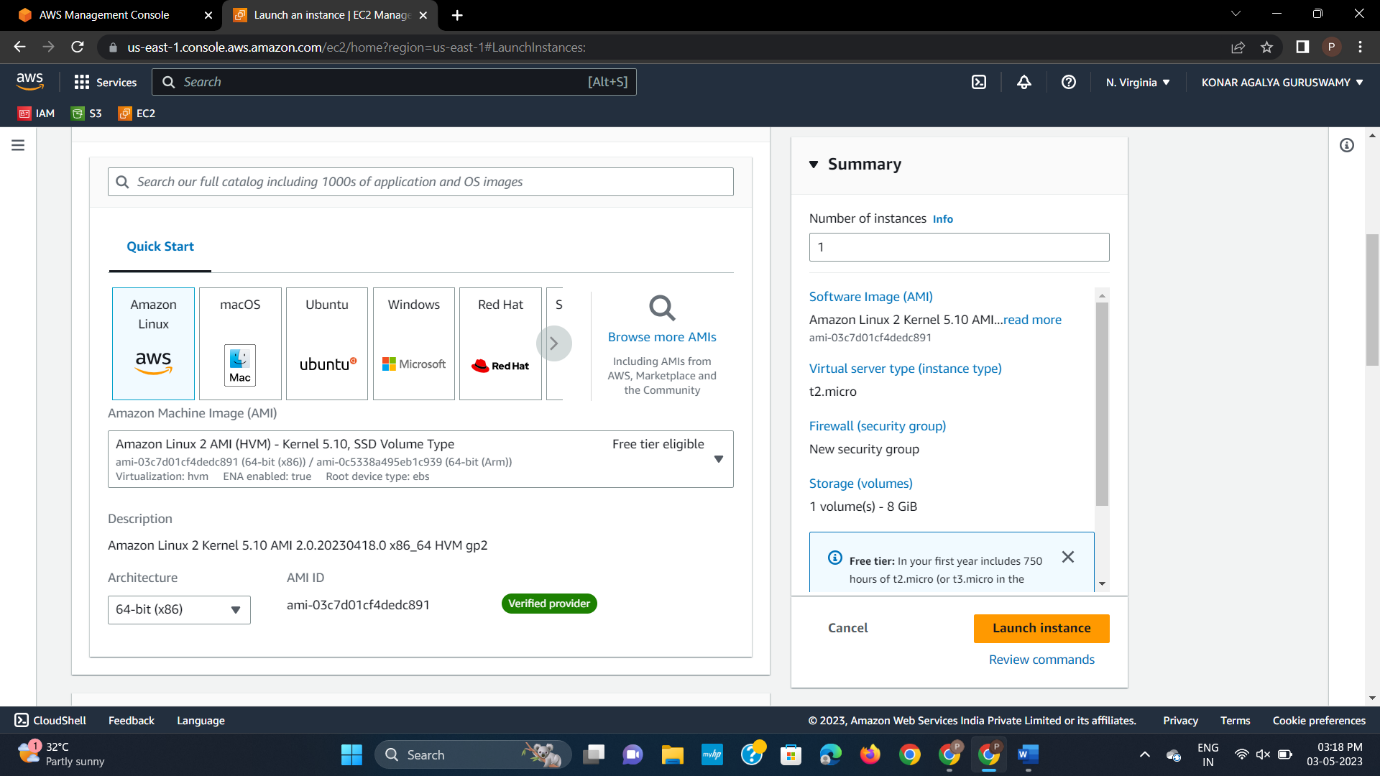 AWS Management Console
Launch an instance | EC2 Manage
us-east-1.console.aws.amazon.com/ec2/home?region=us-east-1#LaunchInstances:
P
aws
Services
Search
[Alt+S]
N. Virginia
KONAR AGALYA GURUSWAMY
IAM
S3
EC2
Search our full catalog including 1000s of application and OS images
Quick Start
Amazon
Linux
aws
macOS
Mac
Ubuntu
ubuntu
Windows
Microsoft
Red Hat
Red Hat
S
Browse more AMIs
Including AMIs from
AWS, Marketplace and
the Community
Amazon Machine Image (AMI)
Amazon Linux 2 AMI (HVM) - Kernel 5.10, SSD Volume Type
Free tier eligible
ami-03c7d01cf4dedc891 (64-bit (x86)) / ami-0c5338a495eb1c939 (64-bit (Arm))
Virtualization: hvm ENA enabled: true Root device type: ebs
Description
Amazon Linux 2 Kernel 5.10 AMI 2.0.20230418.0 x86_64 HVM gp2
Architecture
AMI ID
64-bit (x86)
ami-03c7d01cf4dedc891
Verified provider
Summary
Number of instances Info
1
Software Image (AMI)
Amazon Linux 2 Kernel 5.10 AMI...read more
ami-03c7d01cf4dedc891
Virtual server type (instance type)
t2.micro
Firewall (security group)
New security group
Storage (volumes)
1 volume(s) - 8 GiB
Free tier: In your first year includes 750
hours of t2.micro (or t3.micro in the
Cancel
Launch instance
Review commands
CloudShell
Feedback
Language
© 2023, Amazon Web Services India Private Limited or its affiliates.
Privacy
Terms
Cookie preferences
1
32°C
Partly sunny
Search
myhp
P
P
W
ENG
IN
03:18 PM
03-05-2023